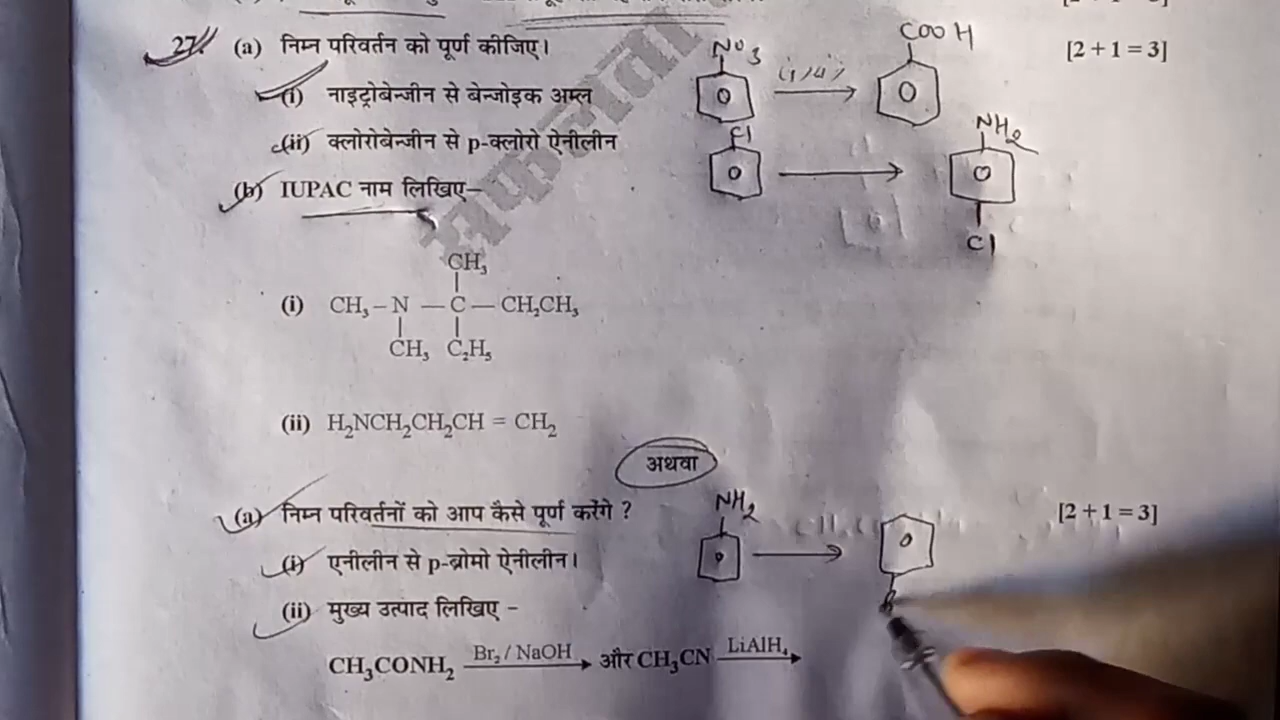 27 (a) निम्न परिवर्तन को पूर्ण कीजिए। [2 + 1 = 3]
NO3 COOH
(i) नाइट्रोबेन्जीन से बेन्जोइक अम्ल
(ii) क्लोरोबेन्जीन से p-क्लोरो ऐनीलीन
Cl NH2
Cl
(b) IUPAC नाम लिखिए–
सफलता
CH₃
(i) CH₃ – N — C — CH₂CH₃
CH₃ C₂H₅
(ii) H₂NCH₂CH₂CH = CH₂
अथवा
(a) निम्न परिवर्तनों को आप कैसे पूर्ण करेंगे ? [2 + 1 = 3]
NH2
(i) एनीलीन से p-ब्रोमो ऐनीलीन।
(ii) मुख्य उत्पाद लिखिए –
CH₃CONH₂ Br₂ / NaOH और CH₃CN LiAlH₄